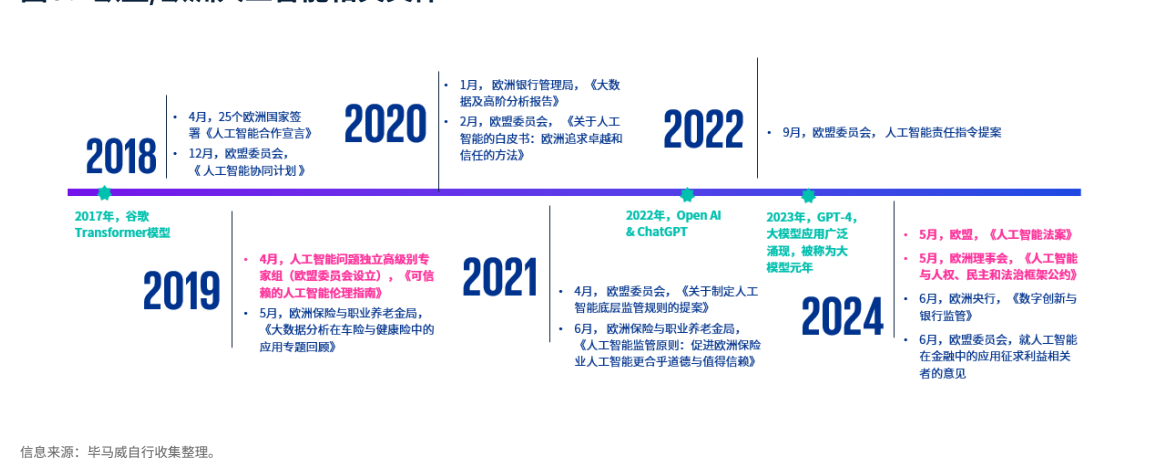 2018
• 4月，25个欧洲国家签
署《人工智能合作宣言》
• 12月，欧盟委员会，
《 人工智能协同计划 》
2020
• 1月， 欧洲银行管理局，《大数
据及高阶分析报告》
• 2月，欧盟委员会， 《关于人工
智能的白皮书：欧洲追求卓越和
信任的方法》
2022
• 9月，欧盟委员会， 人工智能责任指令提案
2017年，谷歌
Transformer模型
2019
• 4月，人工智能问题独立高级别专
家组（欧盟委员会设立），《可信
赖的人工智能伦理指南》
• 5月，欧洲保险与职业养老金局，
《大数据分析在车险与健康险中的
应用专题回顾》
2021
• 4月， 欧盟委员会，《关于制定人工
智能底层监管规则的提案》
• 6月， 欧洲保险与职业养老金局，
《人工智能监管原则：促进欧洲保险
业人工智能更合乎道德与值得信赖》
2022年，Open AI
& ChatGPT
2023年，GPT-4，
大模型应用广泛
涌现，被称为大
模型元年
2024
• 5月，欧盟，《人工智能法案》
• 5月，欧洲理事会，《人工智能
与人权、民主和法治框架公约》
• 6月，欧洲央行，《数字创新与
银行监管》
• 6月，欧盟委员会，就人工智能
在金融中的应用征求利益相关
者的意见
信息来源：毕马威自行收集整理。